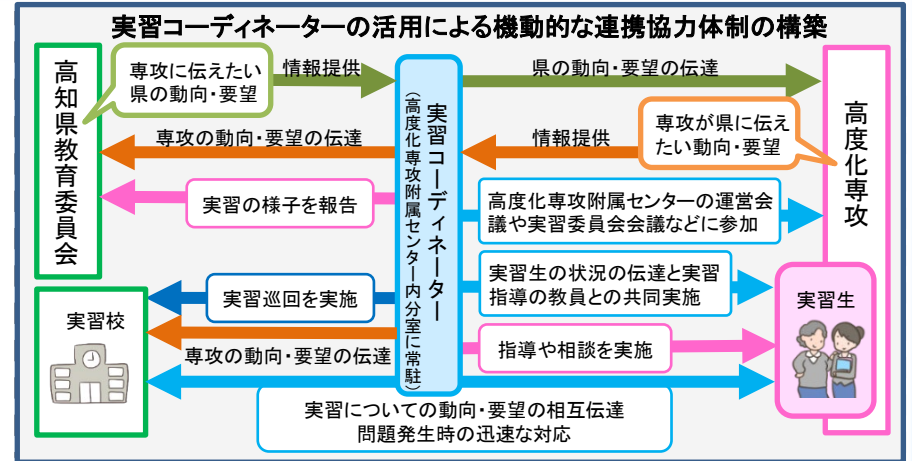 実習コーディネーターの活用による機動的な連携協力体制の構築
高知県教育委員会
専攻に伝えたい
県の動向・要望
情報提供
県の動向・要望の伝達
高度化専攻
専攻が県に伝え
たい動向・要望
専攻の動向・要望の伝達
情報提供
実習コーディネーター
（高度化専攻附属センター内分室に常駐）
実習の様子を報告
高度化専攻附属センターの運営会
議や実習委員会会議などに参加
実習巡回を実施
実習生の状況の伝達と実習
指導の教員との共同実施
実習校
実習生
専攻の動向・要望の伝達
指導や相談を実施
実習についての動向・要望の相互伝達
問題発生時の迅速な対応